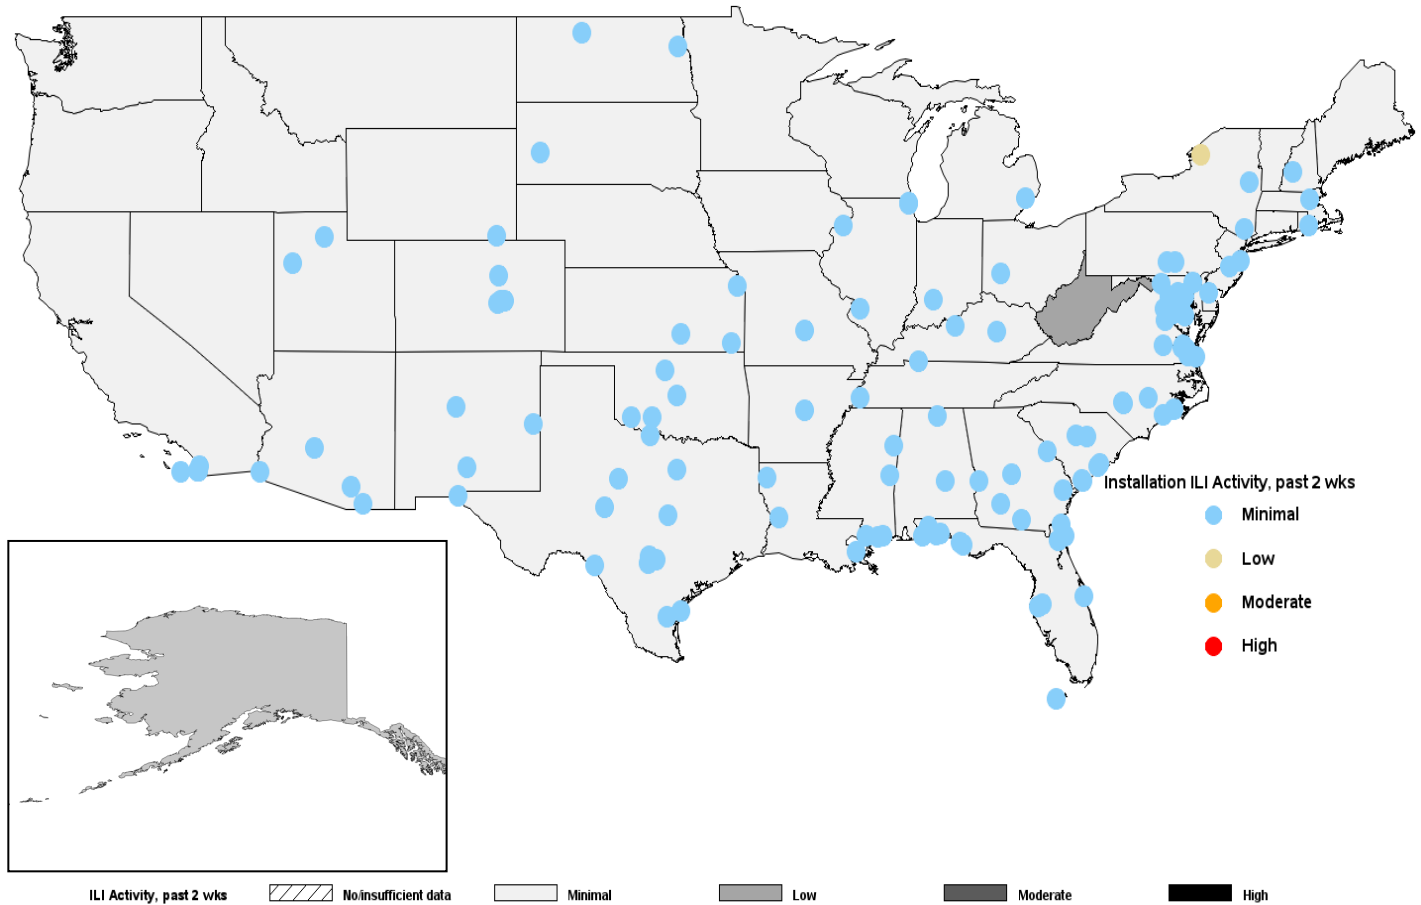 Installation ILI Activity, past 2 wks
Minimal
Low
Moderate
High
ILI Activity, past 2 wks No/insufficient data Minimal Low Moderate High